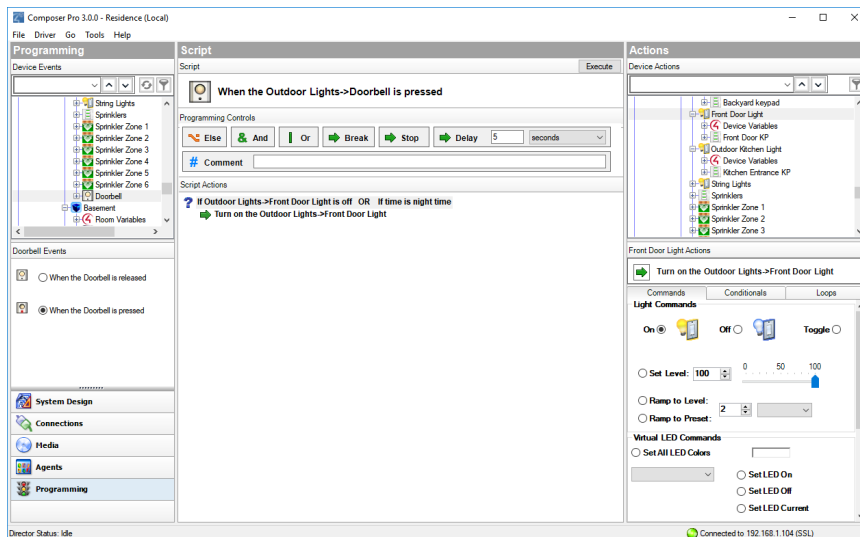 Composer Pro 3.0.0 - Residence (Local)
File Driver Go Tools Help
Programming
Device Events
String Lights
Sprinklers
Sprinkler Zone 1
Sprinkler Zone 2
Sprinkler Zone 3
Sprinkler Zone 4
Sprinkler Zone 5
Sprinkler Zone 6
Doorbell
Basement
Room Variables
Doorbell Events
When the Doorbell is released
When the Doorbell is pressed
System Design
Connections
Media
Agents
Programming
Script
Script
Execute
When the Outdoor Lights->Doorbell is pressed
Programming Controls
Else And Or Break Stop Delay 5 seconds
# Comment
Script Actions
? If Outdoor Lights->Front Door Light is off OR If time is night time
Turn on the Outdoor Lights->Front Door Light
Actions
Device Actions
Backyard keypad
Front Door Light
Device Variables
Front Door KP
Outdoor Kitchen Light
Device Variables
Kitchen Entrance KP
String Lights
Sprinklers
Sprinkler Zone 1
Sprinkler Zone 2
Sprinkler Zone 3
Front Door Light Actions
Turn on the Outdoor Lights->Front Door Light
Commands Conditionals Loops
Light Commands
On Off Toggle
0 50 100
Set Level: 100
Ramp to Level:
2
Ramp to Preset:
Virtual LED Commands
Set All LED Colors
Set LED On
Set LED Off
Set LED Current
Director Status: Idle
Connected to 192.168.1.104 (SSL)